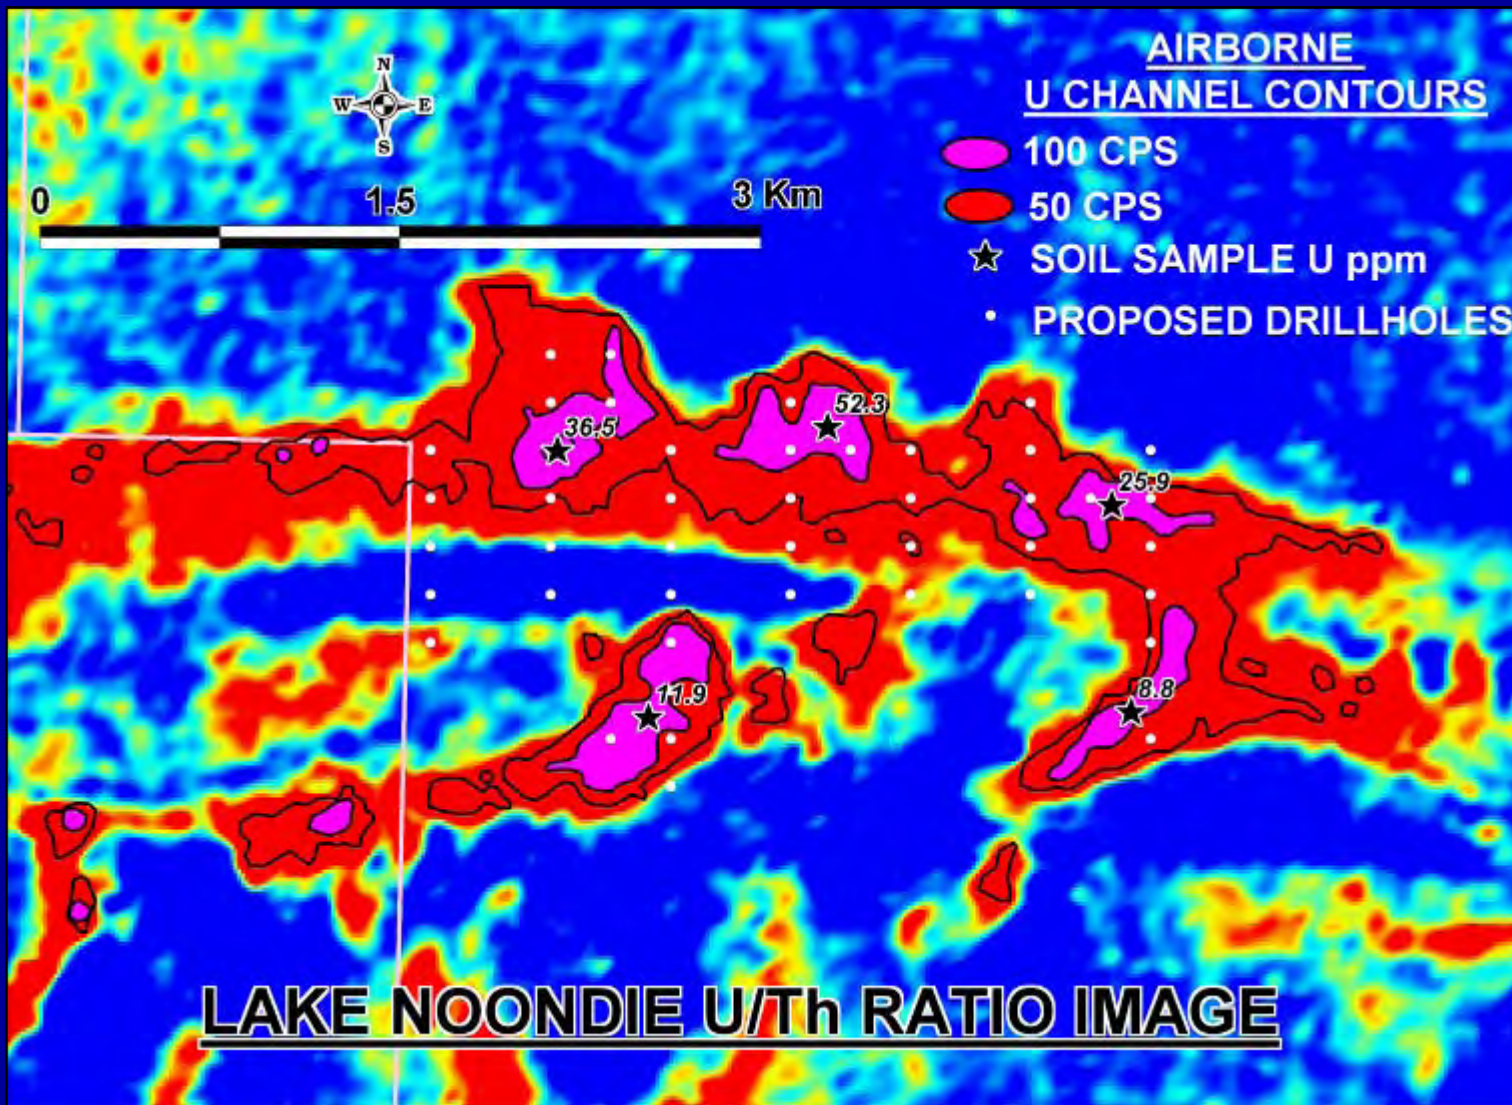 AIRBORNE
U CHANNEL CONTOURS
100 CPS
50 CPS
SOIL SAMPLE U ppm
PROPOSED DRILLHOLES
N
W E
S
0 1.5 3 Km
52.3
36.5
25.9
11.9
8.8
LAKE NOONDIE U/Th RATIO IMAGE